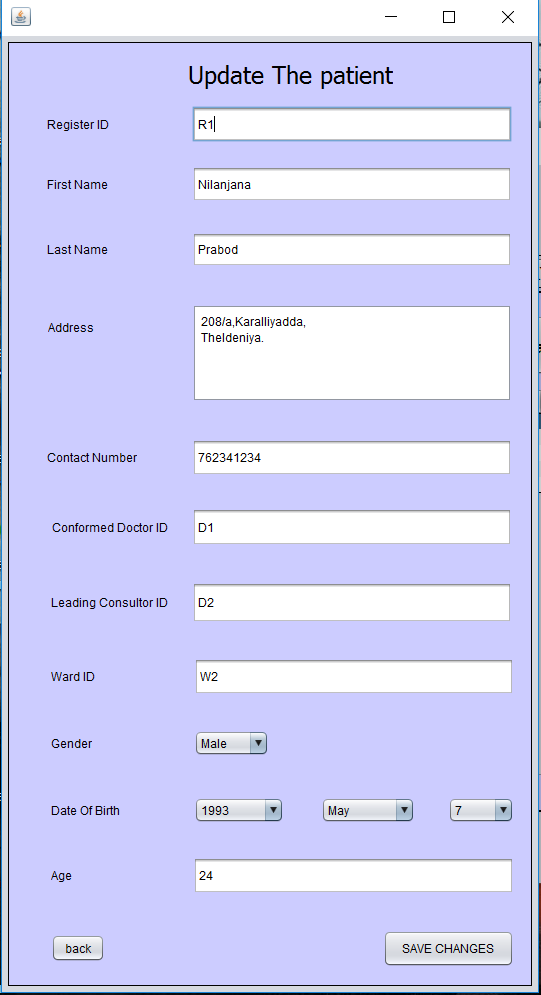 Update The patient
Register ID R1
First Name Nilanjana
Last Name Prabod
Address 208/a,Karalliyadda,
Theldeniya.
Contact Number 762341234
Conformed Doctor ID D1
Leading Consultor ID D2
Ward ID W2
Gender Male
Date Of Birth 1993 May 7
Age 24
back SAVE CHANGES